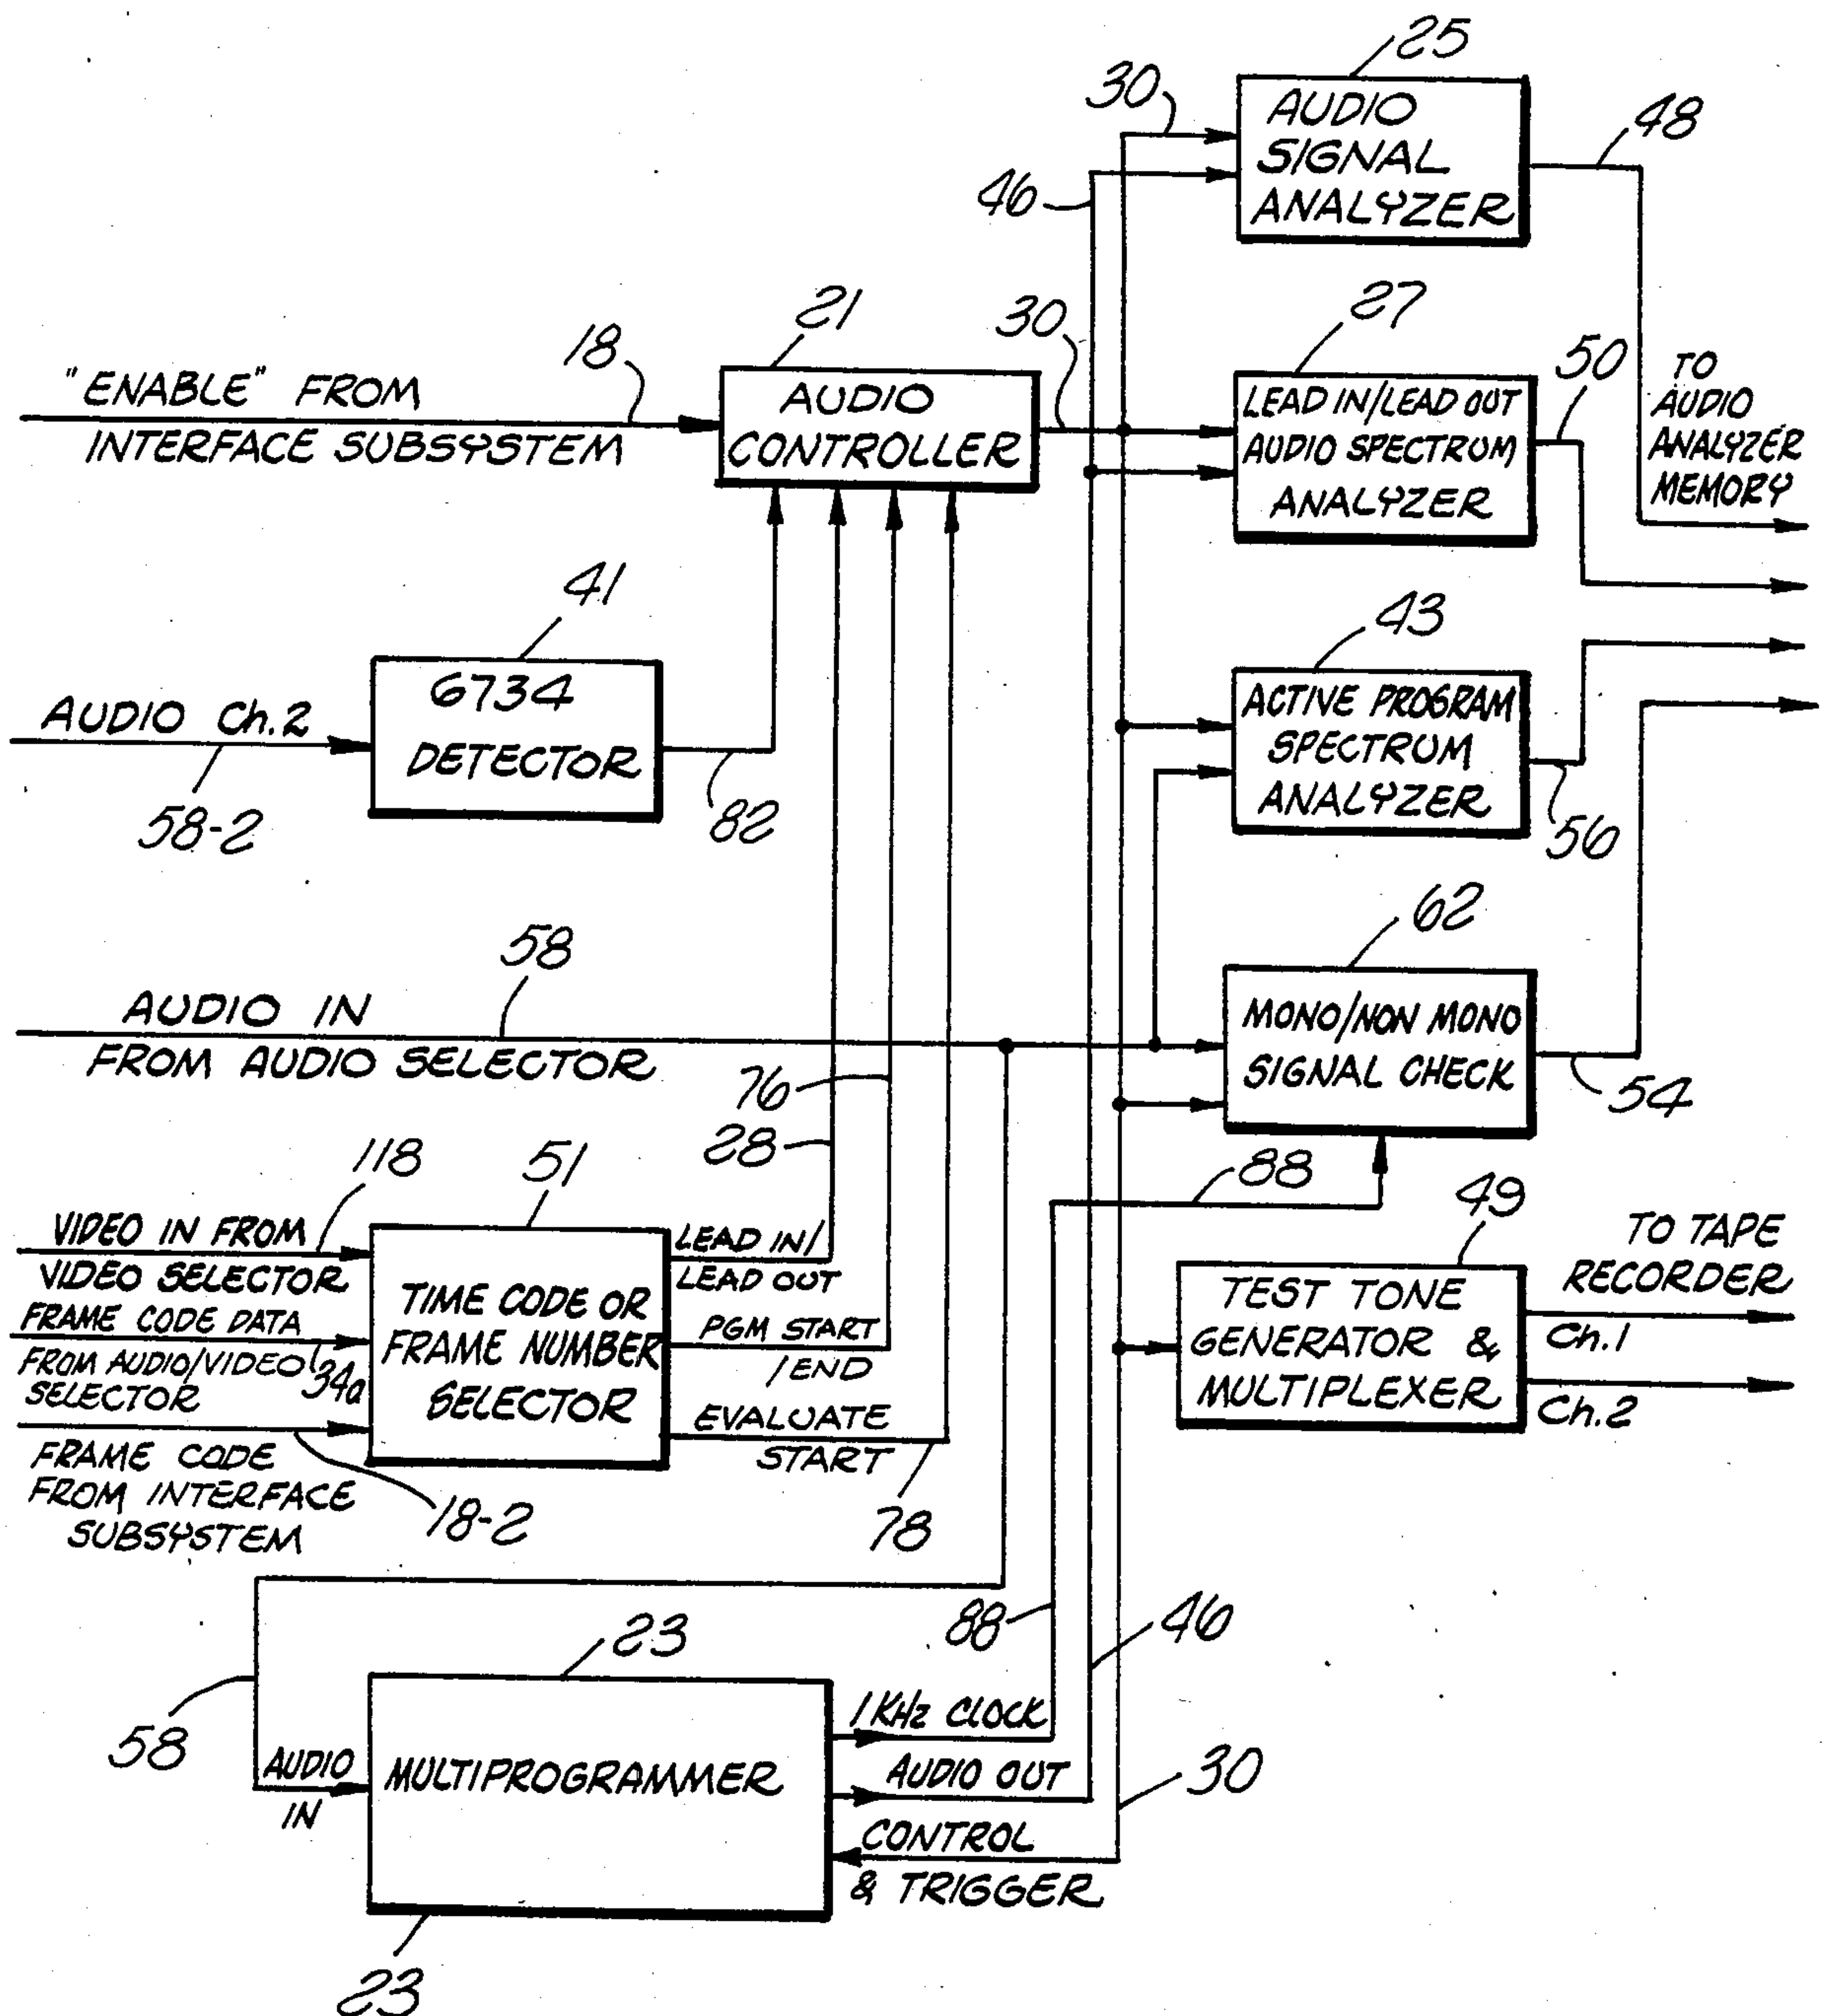 25
30
AUDIO
SIGNAL
ANALYZER
48
46
21
30
27
18
50
"ENABLE" FROM
INTERFACE SUBSYSTEM
AUDIO
CONTROLLER
LEAD IN/LEAD OUT
AUDIO SPECTRUM
ANALYZER
TO
AUDIO
ANALYZER
MEMORY
41
43
AUDIO Ch.2
58-2
6734
DETECTOR
82
ACTIVE PROGRAM
SPECTRUM
ANALYZER
56
58
62
AUDIO IN
FROM AUDIO SELECTOR
MONO/NON MONO
SIGNAL CHECK
54
76
28
88
118
51
49
VIDEO IN FROM
VIDEO SELECTOR
FRAME CODE DATA
FROM AUDIO/VIDEO
SELECTOR
34a
FRAME CODE
FROM INTERFACE
SUBSYSTEM
18-2
TIME CODE OR
FRAME NUMBER
SELECTOR
LEAD IN/
LEAD OUT
PGM START
/END
EVALUATE
START
78
TEST TONE
GENERATOR &
MULTIPLEXER
TO TAPE
RECORDER
Ch.1
Ch.2
88
46
23
58
AUDIO
IN
MULTIPROGRAMMER
1 KHz CLOCK
AUDIO OUT
CONTROL
& TRIGGER
30
23